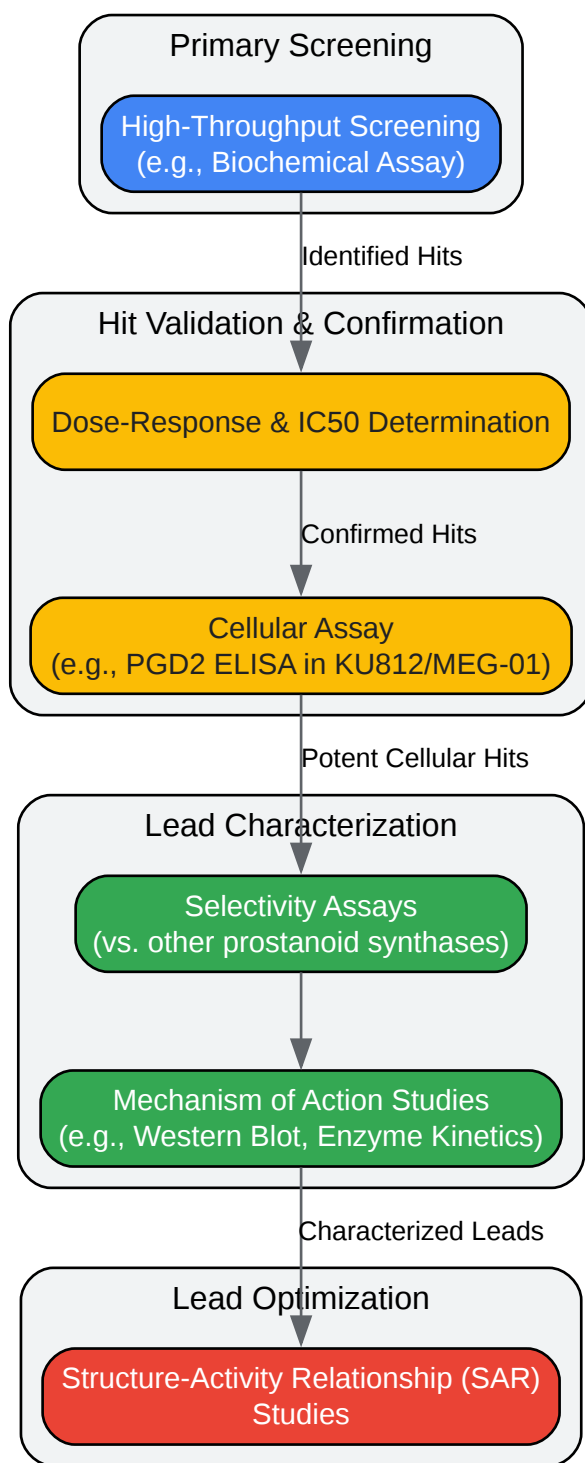 Primary Screening
High-Throughput Screening
(e.g., Biochemical Assay)
Identified Hits
Hit Validation & Confirmation
Dose-Response & IC50 Determination
Confirmed Hits
Cellular Assay
(e.g., PGD2 ELISA in KU812/MEG-01)
Potent Cellular Hits
Lead Characterization
Selectivity Assays
(vs. other prostanoid synthases)
Mechanism of Action Studies
(e.g., Western Blot, Enzyme Kinetics)
Characterized Leads
Lead Optimization
Structure-Activity Relationship (SAR)
Studies